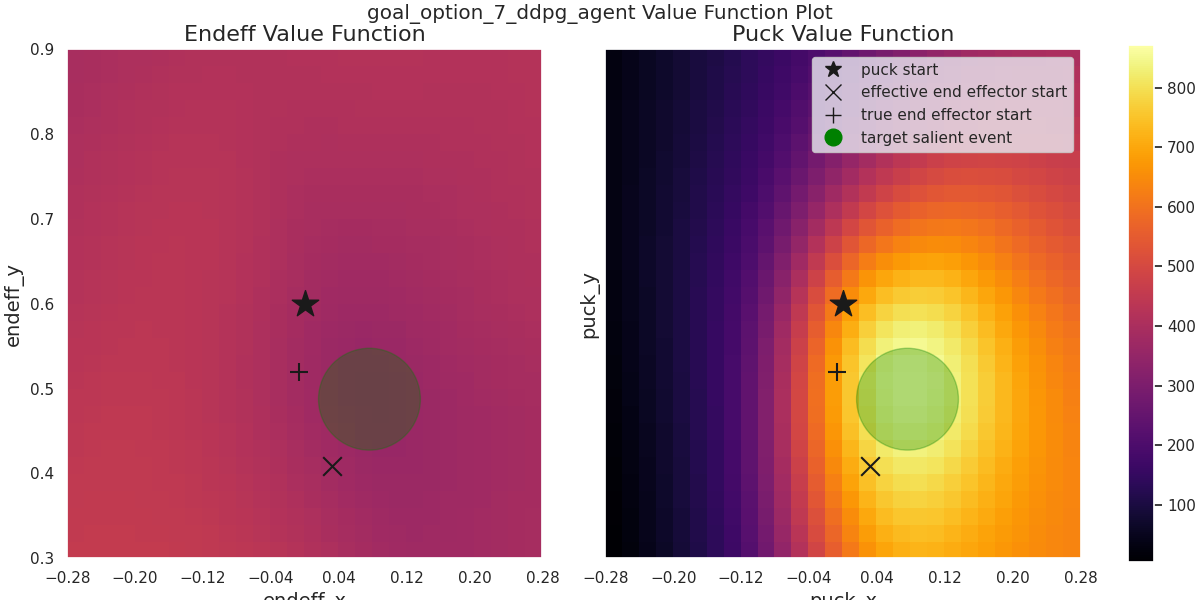 goal_option_7_ddpg_agent Value Function Plot
Endeff Value Function
Puck Value Function
endeff_y
0.9
0.8
0.7
0.6
0.5
0.4
0.3
−0.28 −0.20 −0.12 −0.04 0.04 0.12 0.20 0.28
endeff_x
puck_y
puck start
effective end effector start
true end effector start
target salient event
−0.28 −0.20 −0.12 −0.04 0.04 0.12 0.20 0.28
puck_x
800
700
600
500
400
300
200
100